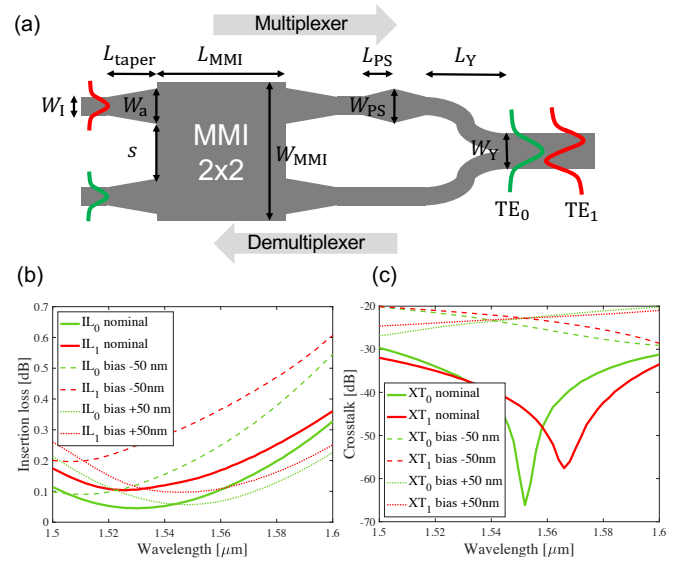 (a)
Multiplexer
L_taper
L_MMI
L_PS
L_Y
W_I
W_a
W_PS
MMI
2x2
s
W_MMI
W_Y
TE_0
TE_1
Demultiplexer
(b)
0.7
0.6
0.5
0.4
0.3
0.2
0.1
0
Insertion loss [dB]
IL_0 nominal
IL_1 nominal
IL_0 bias -50 nm
IL_1 bias -50nm
IL_0 bias +50 nm
IL_1 bias +50nm
1.5
1.52
1.54
1.56
1.58
1.6
Wavelength [μm]
(c)
-20
-30
-40
-50
-60
-70
Crosstalk [dB]
XT_0 nominal
XT_1 nominal
XT_0 bias -50 nm
XT_1 bias -50nm
XT_0 bias +50 nm
XT_1 bias +50nm
1.5
1.52
1.54
1.56
1.58
1.6
Wavelength [μm]